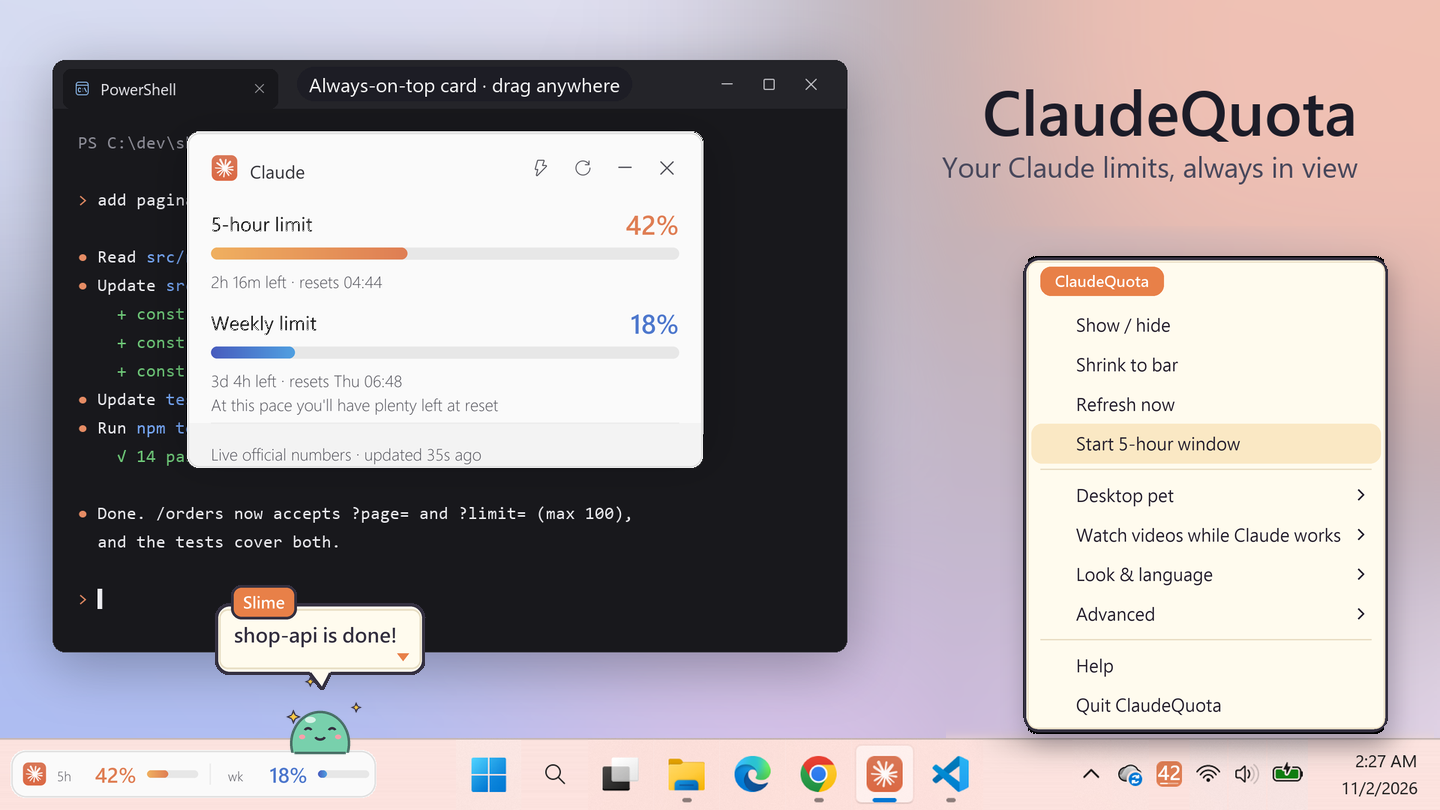 PowerShell
Always-on-top card · drag anywhere
ClaudeQuota
Your Claude limits, always in view
PS C:\dev\s
> add pagin
● Read src/
● Update sr
+ const
+ const
+ const
● Update te
● Run npm t
√ 14 pa
● Done. /orders now accepts ?page= and ?limit= (max 100),
and the tests cover both.
>
Claude
5-hour limit 42%
2h 16m left · resets 04:44
Weekly limit 18%
3d 4h left · resets Thu 06:48
At this pace you'll have plenty left at reset
Live official numbers · updated 35s ago
Slime
shop-api is done!
ClaudeQuota
Show / hide
Shrink to bar
Refresh now
Start 5-hour window
Desktop pet
Watch videos while Claude works
Look & language
Advanced
Help
Quit ClaudeQuota
5h 42% wk 18%
42
2:27 AM
11/2/2026